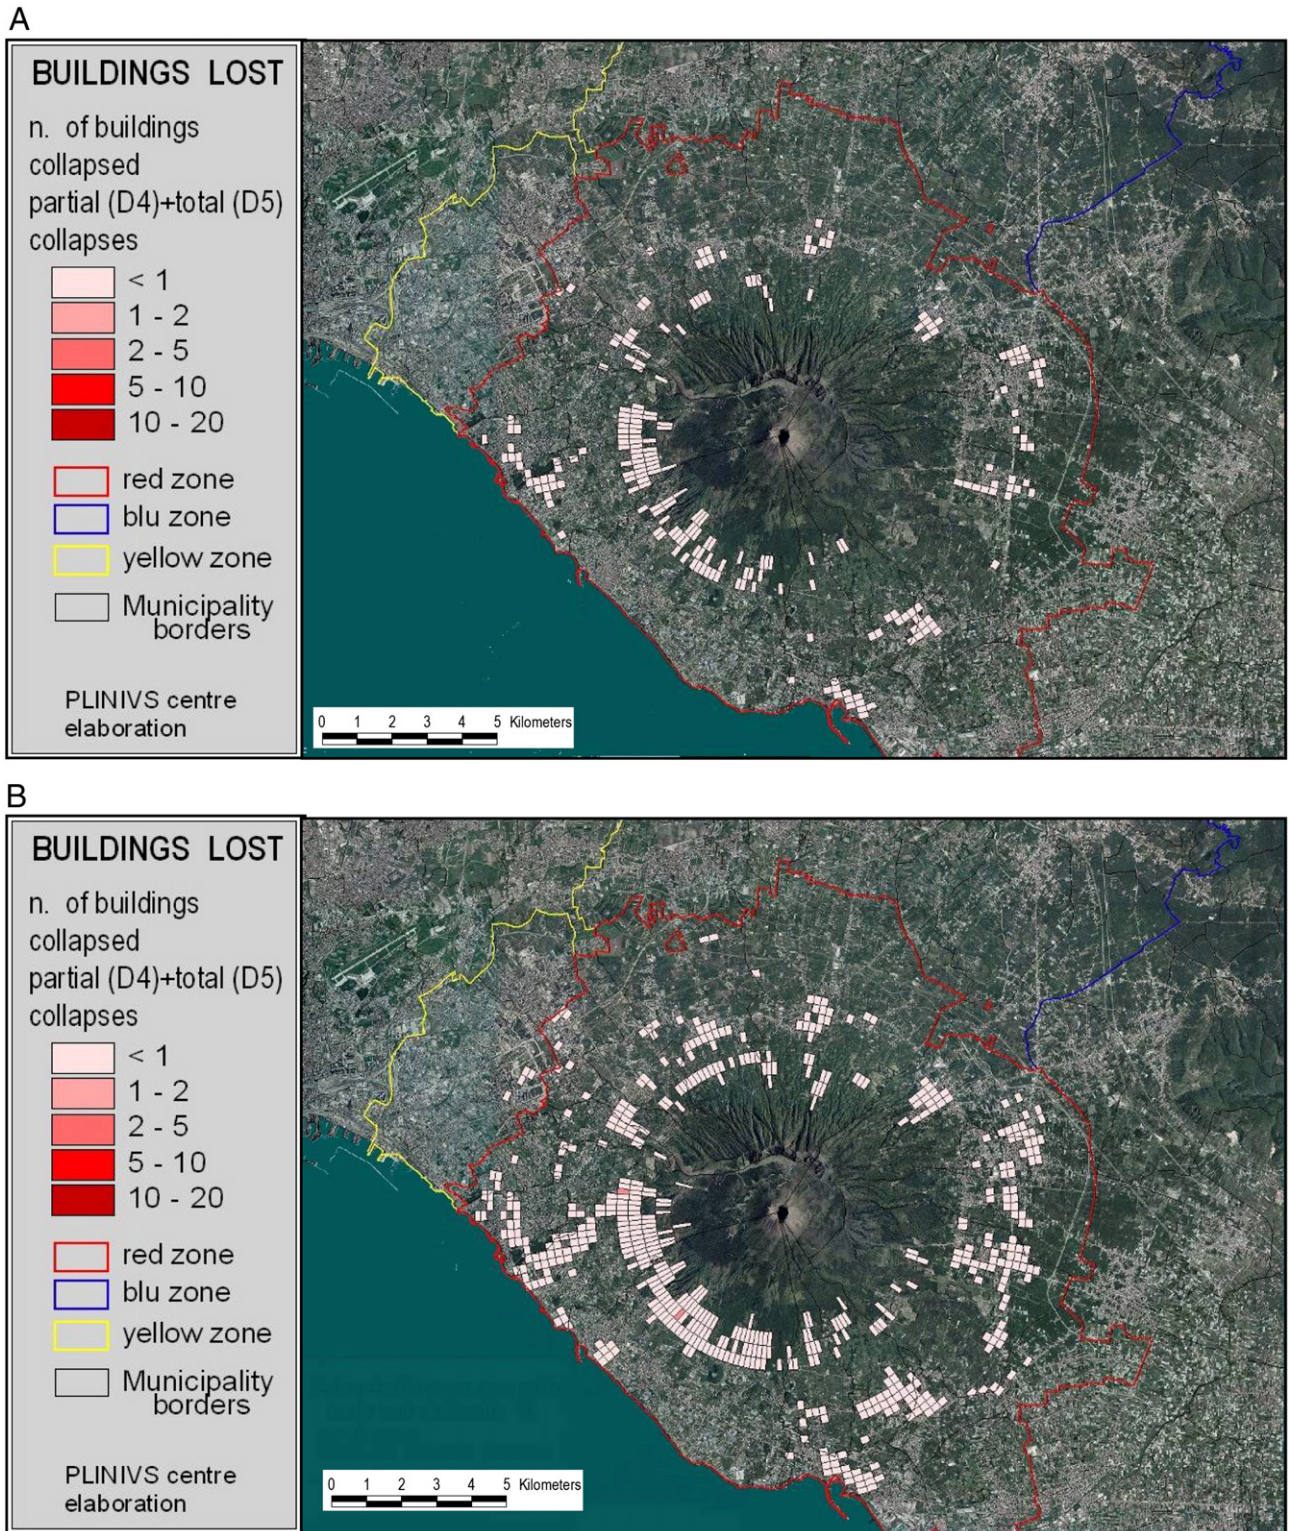 A
BUILDINGS LOST
n. of buildings
collapsed
partial (D4)+total (D5)
collapses
< 1
1 - 2
2 - 5
5 - 10
10 - 20
red zone
blu zone
yellow zone
Municipality
borders
PLINIVS centre
elaboration
0 1 2 3 4 5 Kilometers
B
BUILDINGS LOST
n. of buildings
collapsed
partial (D4)+total (D5)
collapses
< 1
1 - 2
2 - 5
5 - 10
10 - 20
red zone
blu zone
yellow zone
Municipality
borders
PLINIVS centre
elaboration
0 1 2 3 4 5 Kilometers